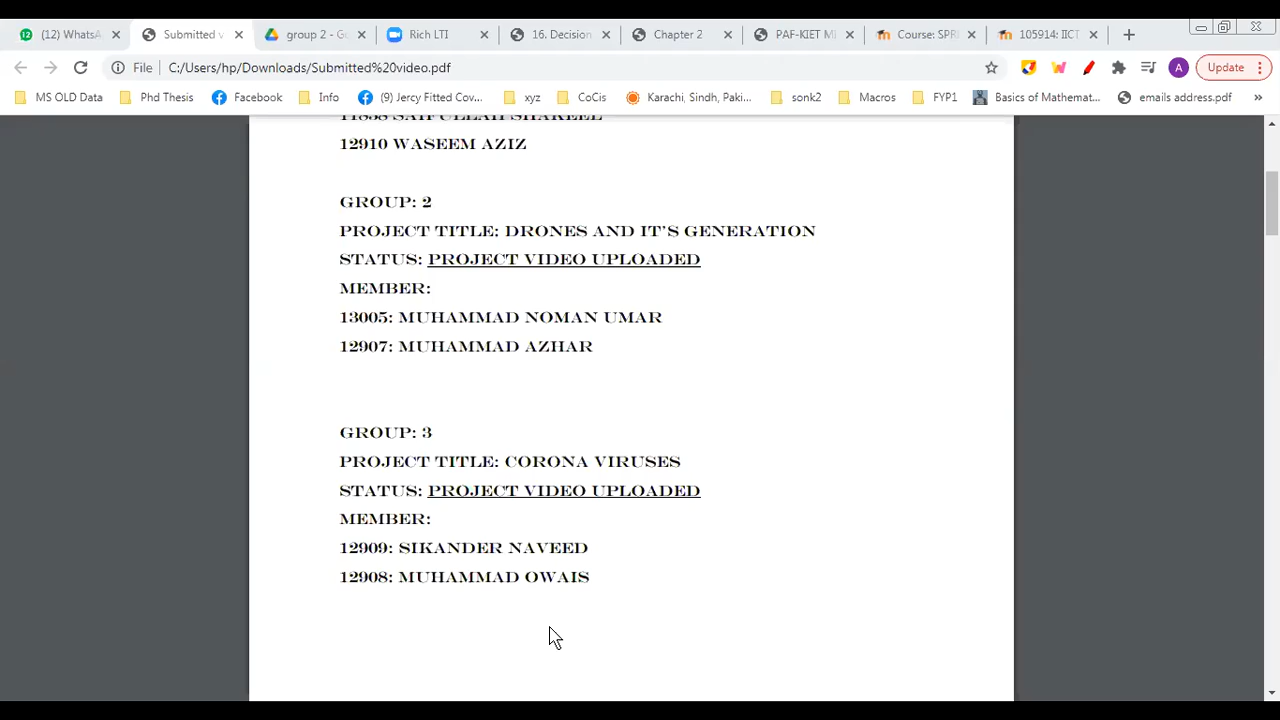 (12) WhatsA
Submitted v
group 2 - G
Rich LTI
16. Decision
Chapter 2
PAF-KIET M
Course: SPR
105914: IICT
File
C:/Users/hp/Downloads/Submitted%20video.pdf
A
Update
MS OLD Data
Phd Thesis
Facebook
Info
(9) Jercy Fitted Cov...
xyz
CoCis
Karachi, Sindh, Paki...
sonk2
Macros
FYP1
Basics of Mathemat...
emails address.pdf
»
11858 SAIFULLAH SHAKEEL
12910 WASEEM AZIZ
GROUP: 2
PROJECT TITLE: DRONES AND IT'S GENERATION
STATUS: PROJECT VIDEO UPLOADED
MEMBER:
13005: MUHAMMAD NOMAN UMAR
12907: MUHAMMAD AZHAR
GROUP: 3
PROJECT TITLE: CORONA VIRUSES
STATUS: PROJECT VIDEO UPLOADED
MEMBER:
12909: SIKANDER NAVEED
12908: MUHAMMAD OWAIS